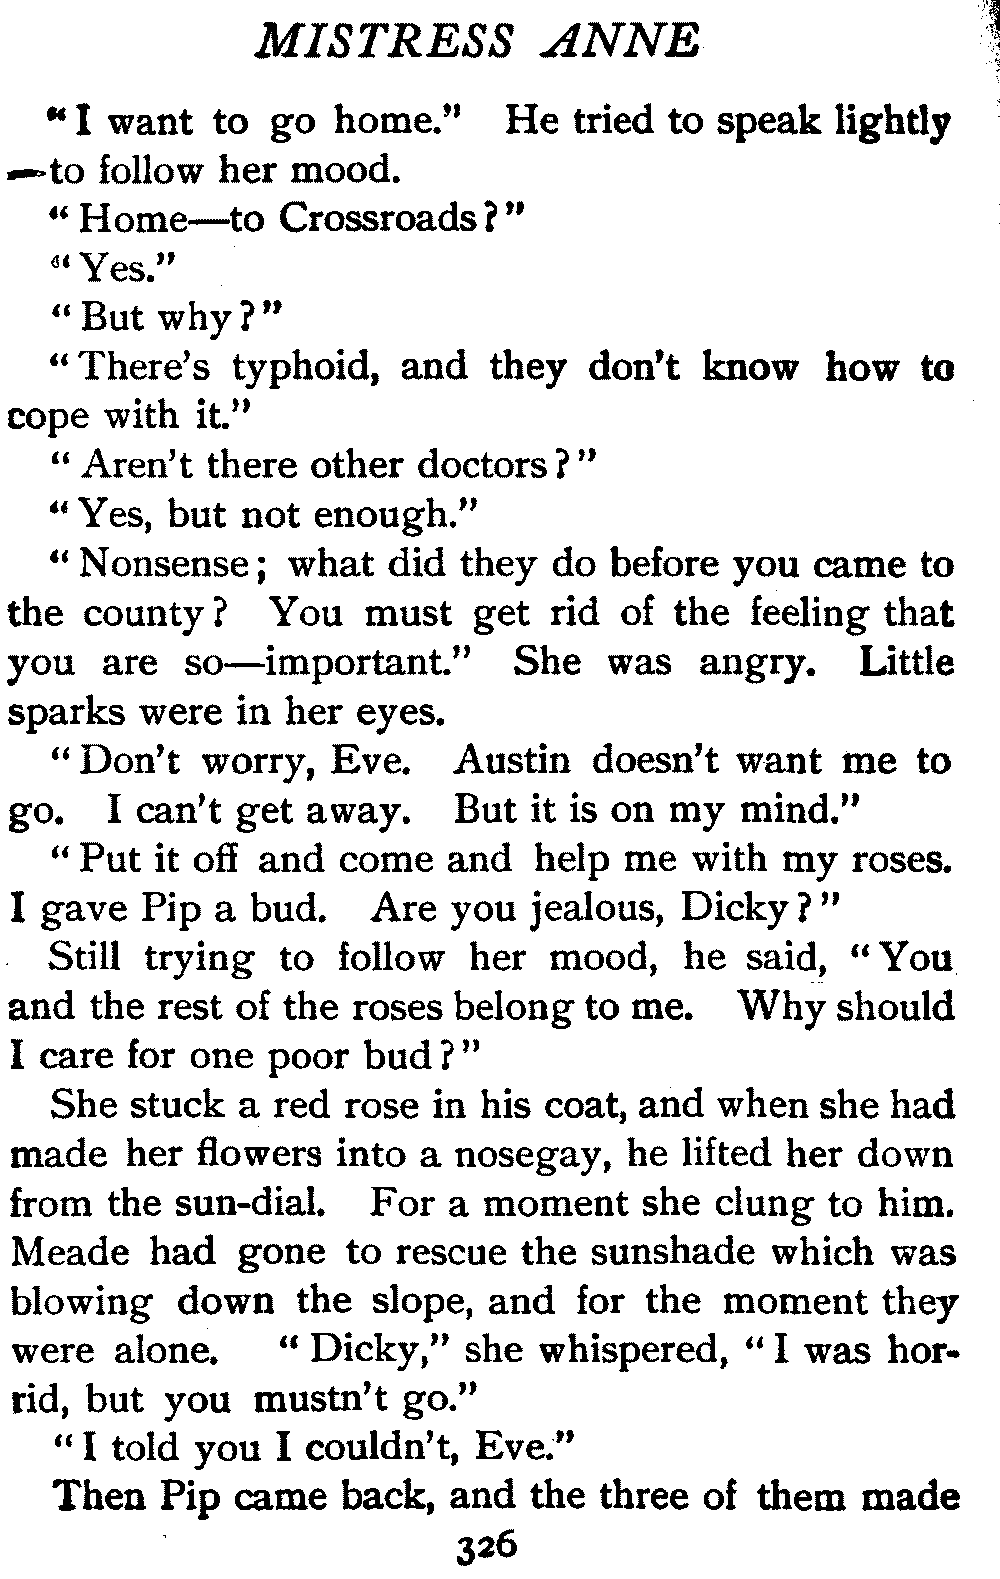 MISTRESS ANNE
"I want to go home." He tried to speak lightly
—to follow her mood.
"Home—to Crossroads?"
"Yes."
"But why?"
"There's typhoid, and they don't know how to
cope with it."
"Aren't there other doctors?"
"Yes, but not enough."
"Nonsense; what did they do before you came to
the county? You must get rid of the feeling that
you are so—important." She was angry. Little
sparks were in her eyes.
"Don't worry, Eve. Austin doesn't want me to
go. I can't get away. But it is on my mind."
"Put it off and come and help me with my roses.
I gave Pip a bud. Are you jealous, Dicky?"
Still trying to follow her mood, he said, "You
and the rest of the roses belong to me. Why should
I care for one poor bud?"
She stuck a red rose in his coat, and when she had
made her flowers into a nosegay, he lifted her down
from the sun-dial. For a moment she clung to him.
Meade had gone to rescue the sunshade which was
blowing down the slope, and for the moment they
were alone. "Dicky," she whispered, "I was hor-
rid, but you mustn't go."
"I told you I couldn't, Eve."
Then Pip came back, and the three of them made
326